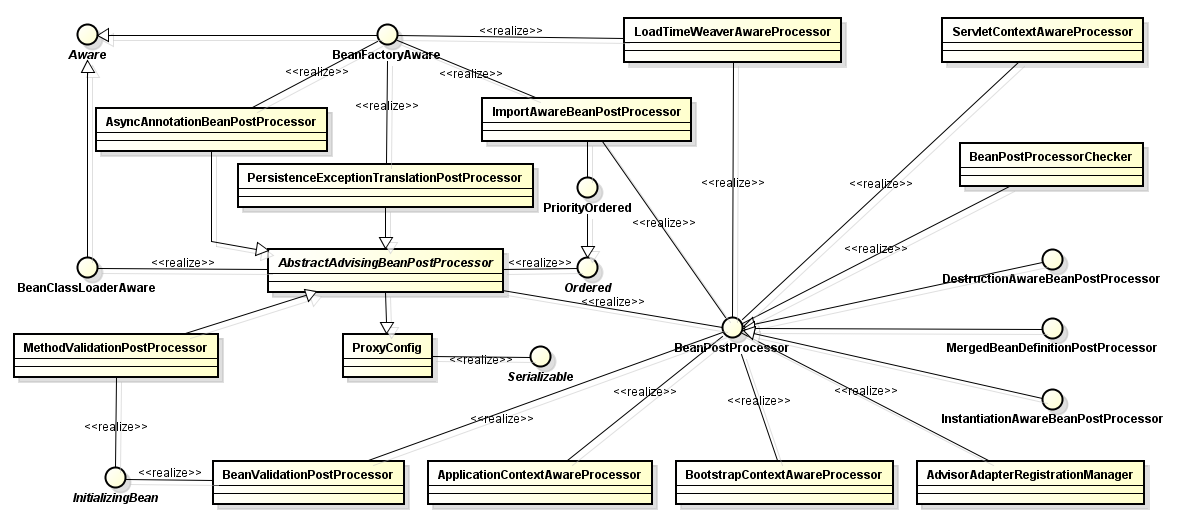 <<realize>>
LoadTimeWeaverAwareProcessor
ServletContextAwareProcessor
Aware
BeanFactoryAware
<<realize>>
<<realize>>
<<realize>>
AsyncAnnotationBeanPostProcessor
ImportAwareBeanPostProcessor
BeanPostProcessorChecker
PersistenceExceptionTranslationPostProcessor
<<realize>>
<<realize>>
PriorityOrdered
<<realize>>
<<realize>>
<<realize>>
AbstractAdvisingBeanPostProcessor
<<realize>>
DestructionAwareBeanPostProcessor
BeanClassLoaderAware
Ordered
<<realize>>
MethodValidationPostProcessor
ProxyConfig
<<realize>>
BeanPostProcessor
MergedBeanDefinitionPostProcessor
Serializable
<<realize>>
<<realize>>
<<realize>>
<<realize>>
<<realize>>
InstantiationAwareBeanPostProcessor
<<realize>>
BeanValidationPostProcessor
ApplicationContextAwareProcessor
BootstrapContextAwareProcessor
AdvisorAdapterRegistrationManager
InitializingBean